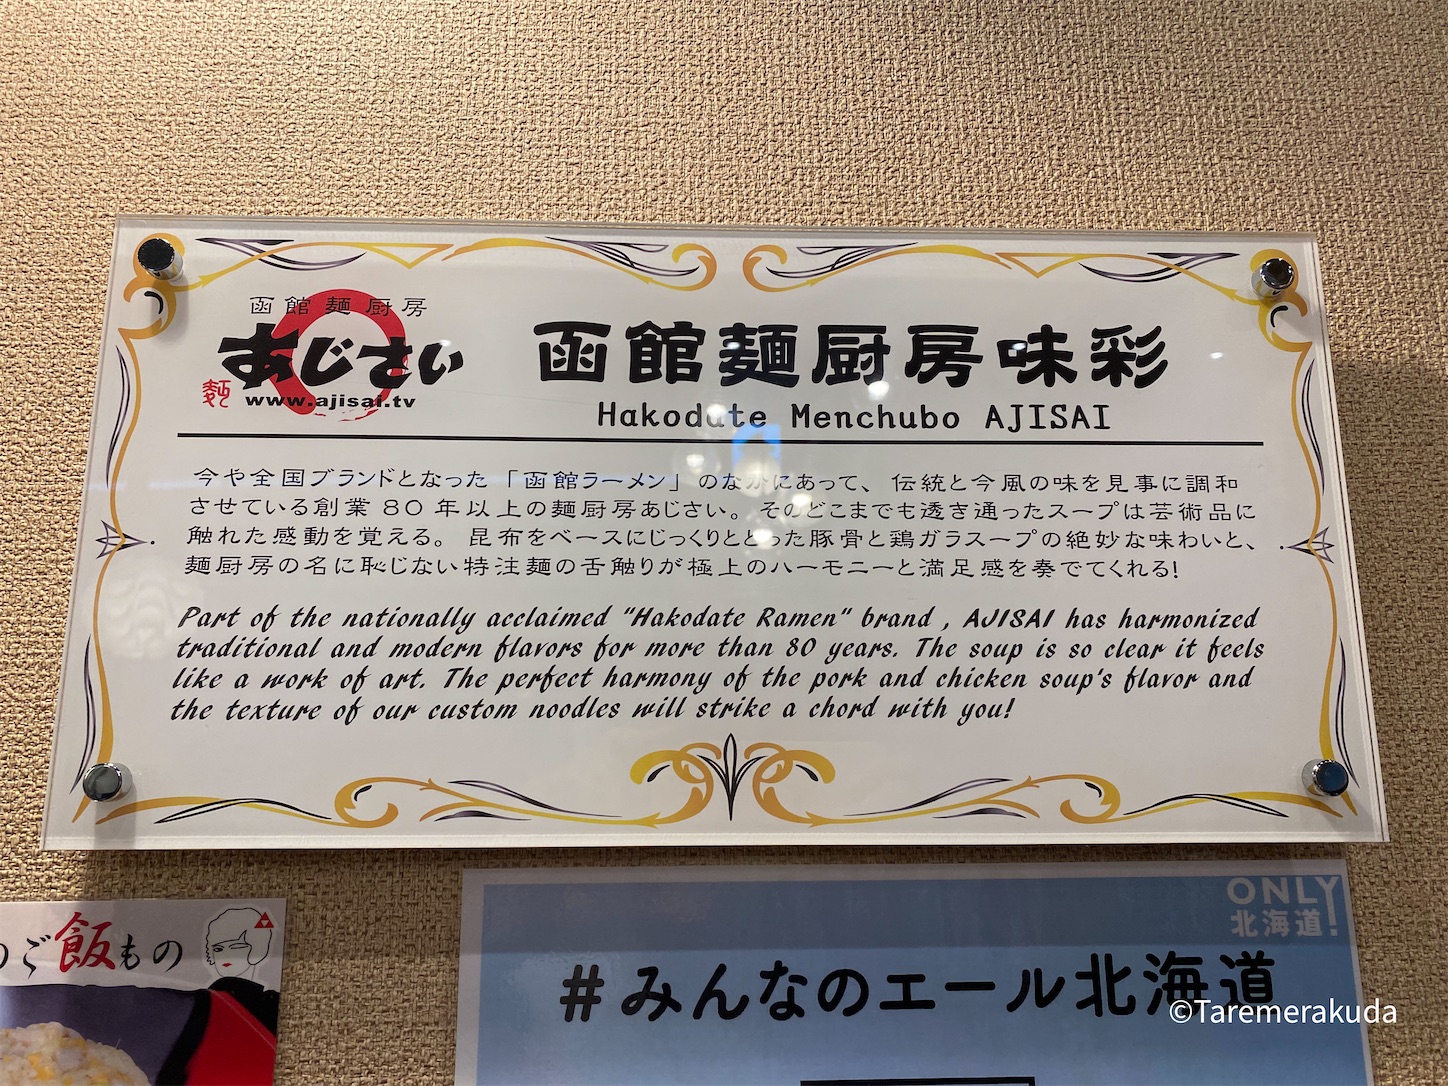 函館麺厨房
あじさい
麺
www.ajisai.tv
函館麺厨房味彩
Hakodate Menchubo AJISAI
今や全国ブランドとなった「函館ラーメン」のなかにあって、伝統と今風の味を見事に調和
させている創業80年以上の麺厨房あじさい。そのどこまでも透き通ったスープは芸術品に
触れた感動を覚える。昆布をベースにじっくりととった豚骨と鶏ガラスープの絶妙な味わいと、
麺厨房の名に恥じない特注麺の舌触りが極上のハーモニーと満足感を奏でてくれる!
Part of the nationally acclaimed "Hakodate Ramen" brand , AJISAI has harmonized
traditional and modern flavors for more than 80 years. The soup is so clear it feels
like a work of art. The perfect harmony of the pork and chicken soup's flavor and
the texture of our custom noodles will strike a chord with you!
ONLY
北海道!
のご飯もの
#みんなのエール北海道
©Taremerakuda